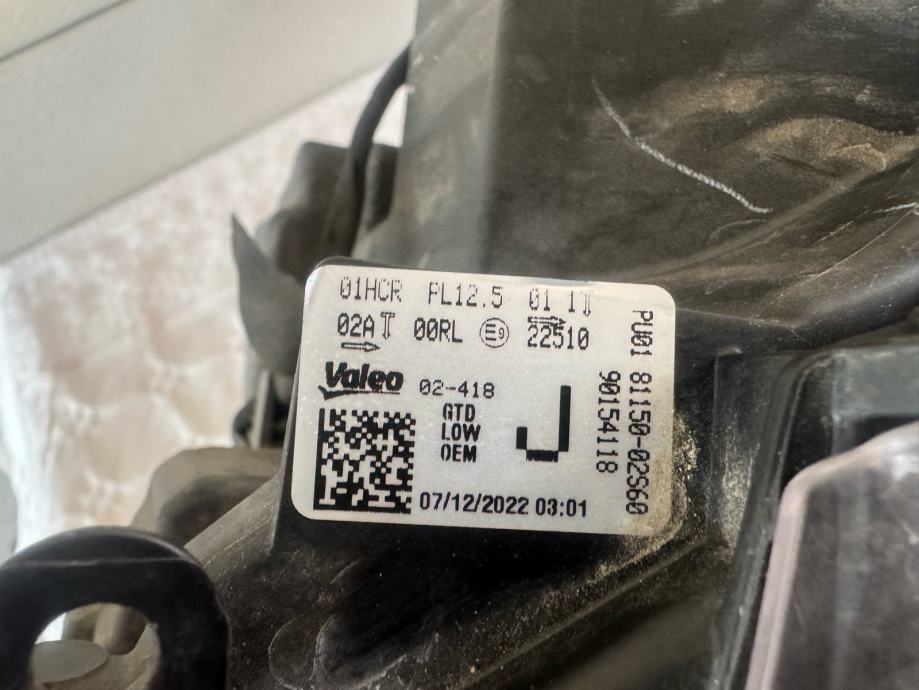 01HCR PL12.5 01 1T
02A T 00RL E9 22510
Valeo 02-418
GTD
LOW
OEM
J
07/12/2022 03:01
PU01 81150-02S60
90154118